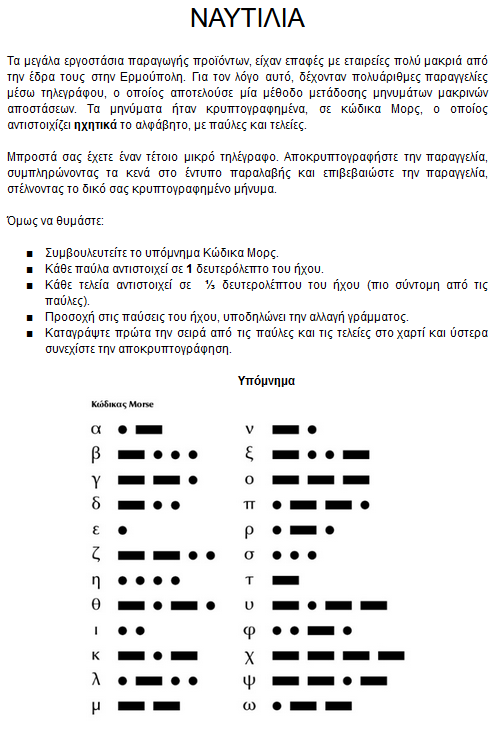 ΝΑΥΤΙΛΙΑ
Τα μεγάλα εργοστάσια παραγωγής προϊόντων, είχαν επαφές με εταιρείες πολύ μακριά από
την έδρα τους στην Ερμούπολη. Για τον λόγο αυτό, δέχονταν πολυάριθμες παραγγελίες
μέσω τηλεγράφου, ο οποίος αποτελούσε μία μέθοδο μετάδοσης μηνυμάτων μακρινών
αποστάσεων. Τα μηνύματα ήταν κρυπτογραφημένα, σε κώδικα Μορς, ο οποίος
αντιστοιχίζει ηχητικά το αλφάβητο, με παύλες και τελείες.
Μπροστά σας έχετε έναν τέτοιο μικρό τηλέγραφο. Αποκρυπτογραφήστε την παραγγελία,
συμπληρώνοντας τα κενά στο έντυπο παραλαβής και επιβεβαιώστε την παραγγελία,
στέλνοντας το δικό σας κρυπτογραφημένο μήνυμα.
Όμως να θυμάστε:
■ Συμβουλευτείτε το υπόμνημα Κώδικα Μορς.
■ Κάθε παύλα αντιστοιχεί σε 1 δευτερόλεπτο του ήχου.
■ Κάθε τελεία αντιστοιχεί σε ⅓ δευτερολέπτου του ήχου (πιο σύντομη από τις
παύλες).
■ Προσοχή στις παύσεις του ήχου, υποδηλώνει την αλλαγή γράμματος.
■ Καταγράψτε πρώτα την σειρά από τις παύλες και τις τελείες στο χαρτί και ύστερα
συνεχίστε την αποκρυπτογράφηση.
Υπόμνημα
Κώδικας Morse
α ν
β ξ
γ ο
δ π
ε ρ
ζ σ
η τ
θ υ
ι φ
κ χ
λ ψ
μ ω